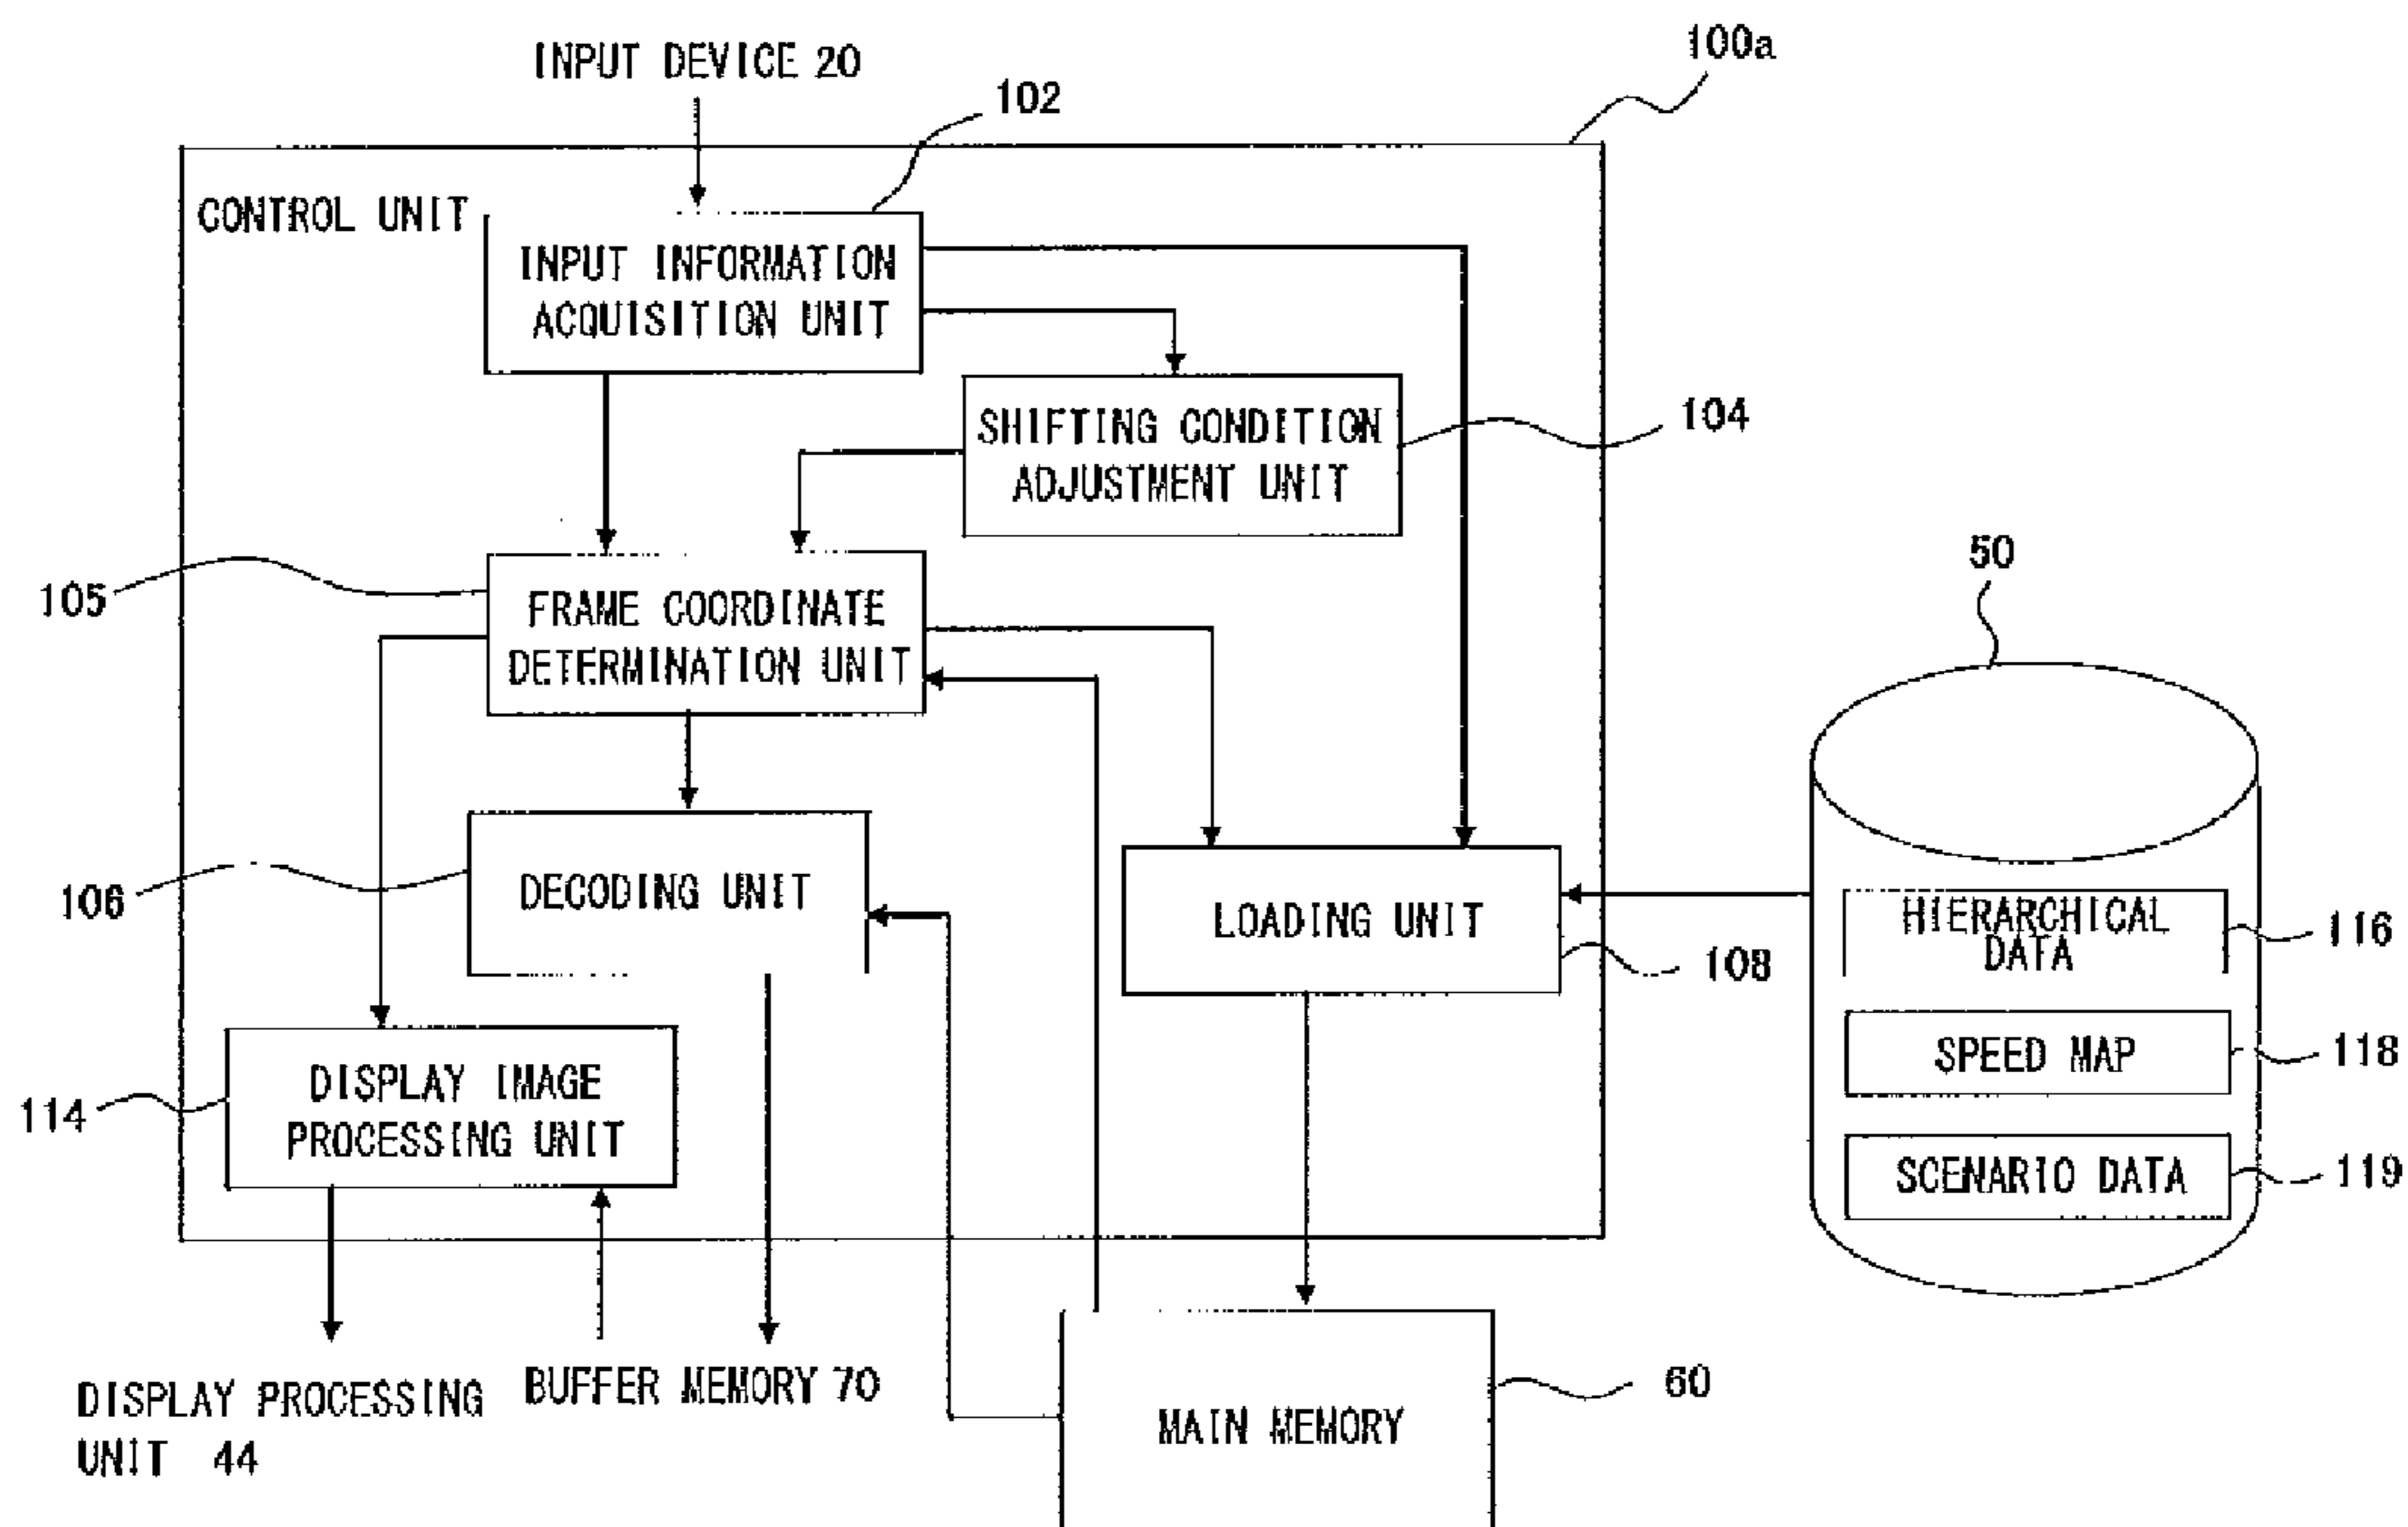 INPUT DEVICE 20
100a
102
CONTROL UNIT
INPUT INFORMATION
ACQUISITION UNIT
SHIFTING CONDITION
ADJUSTMENT UNIT
104
105
FRAME COORDINATE
DETERMINATION UNIT
50
106
DECODING UNIT
LOADING UNIT
108
HIERARCHICAL
DATA
116
SPEED MAP
118
114
DISPLAY IMAGE
PROCESSING UNIT
SCENARIO DATA
119
DISPLAY PROCESSING
UNIT 44
BUFFER MEMORY 70
MAIN MEMORY
60